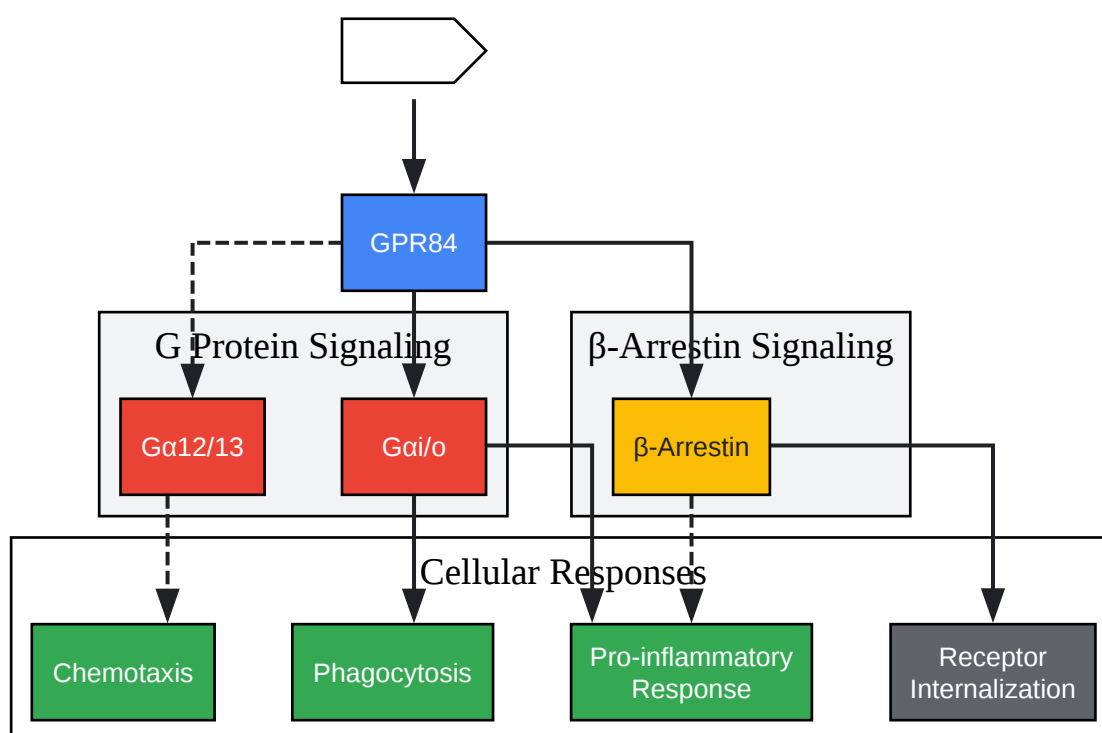 GPR84
G Protein Signaling
β-Arrestin Signaling
Gα12/13
Gαi/o
β-Arrestin
Cellular Responses
Chemotaxis
Phagocytosis
Pro-inflammatory
Response
Receptor
Internalization